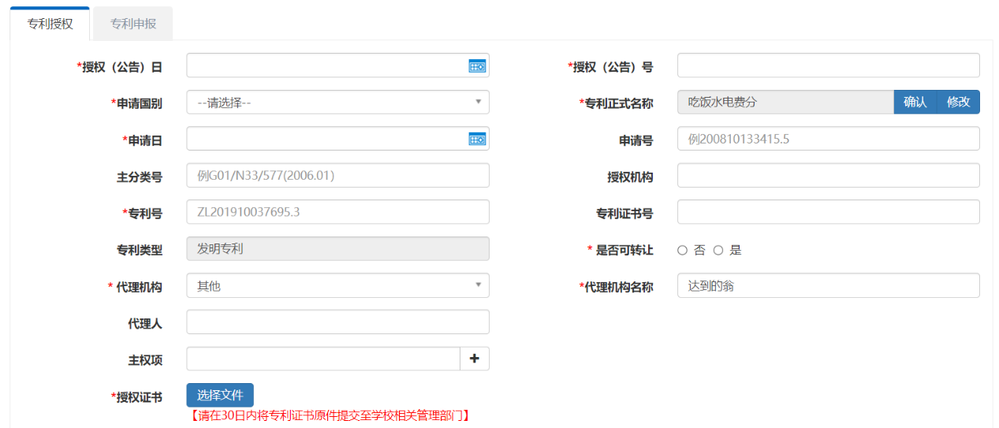 专利授权 专利申报
*授权（公告）日 *授权（公告）号
*申请国别 --请选择-- *专利正式名称 吃饭水电费分 确认 修改
*申请日 申请号 例200810133415.5
主分类号 例G01/N33/577(2006.01) 授权机构
*专利号 ZL201910037695.3 专利证书号
专利类型 发明专利 * 是否可转让 否 是
* 代理机构 其他 *代理机构名称 达到的翁
代理人
主权项 +
*授权证书 选择文件
【请在30日内将专利证书原件提交至学校相关管理部门】